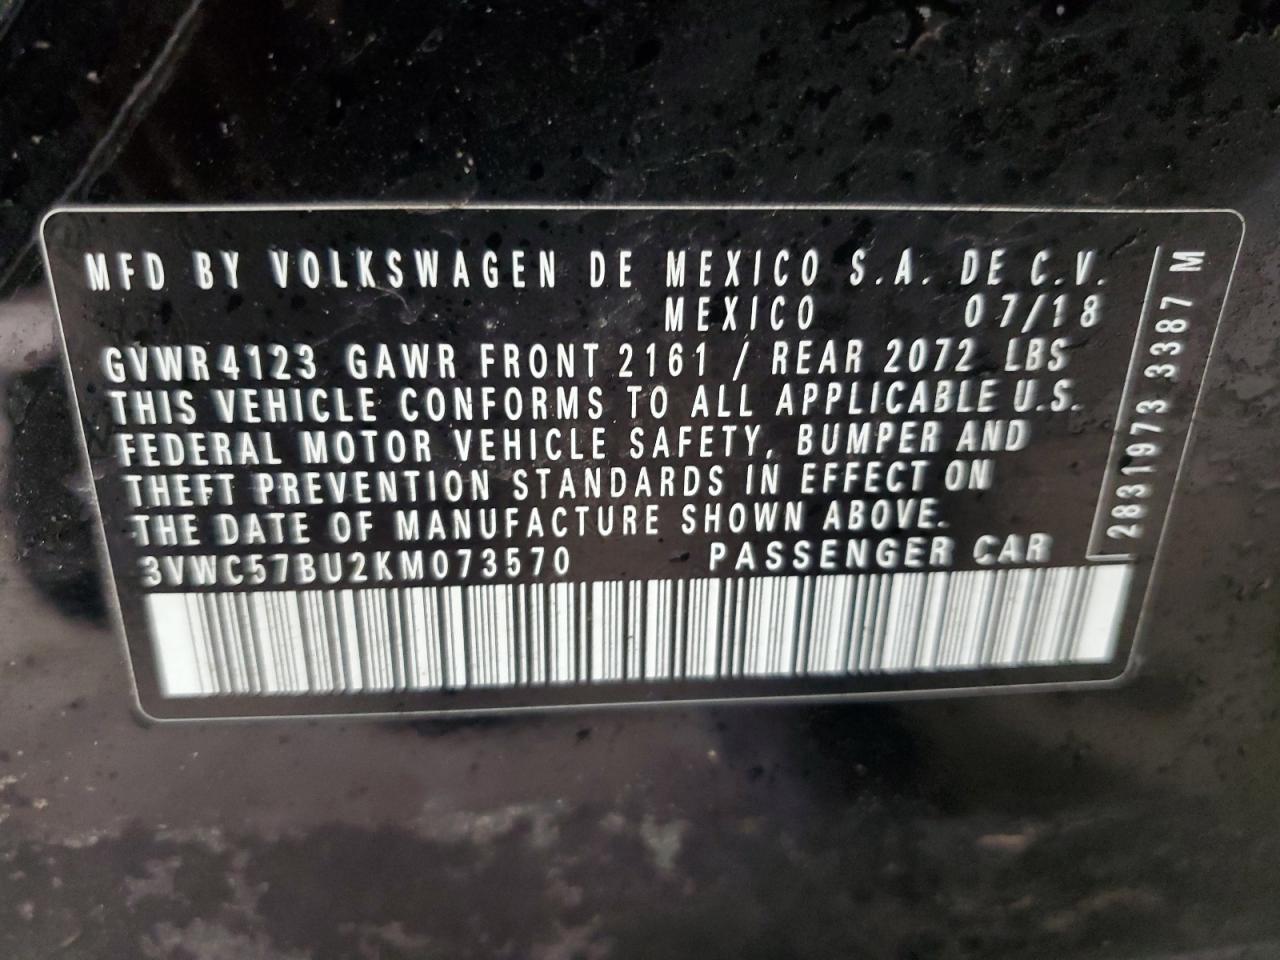 MFD BY VOLKSWAGEN DE MEXICO S.A. DE C.V.
MEXICO 07/18
GVWR 4123 GAWR FRONT 2161 / REAR 2072 LBS
THIS VEHICLE CONFORMS TO ALL APPLICABLE U.S.
FEDERAL MOTOR VEHICLE SAFETY, BUMPER AND
THEFT PREVENTION STANDARDS IN EFFECT ON
THE DATE OF MANUFACTURE SHOWN ABOVE.
3VWC57BU2KM073570 PASSENGER CAR
2831973 3387 M